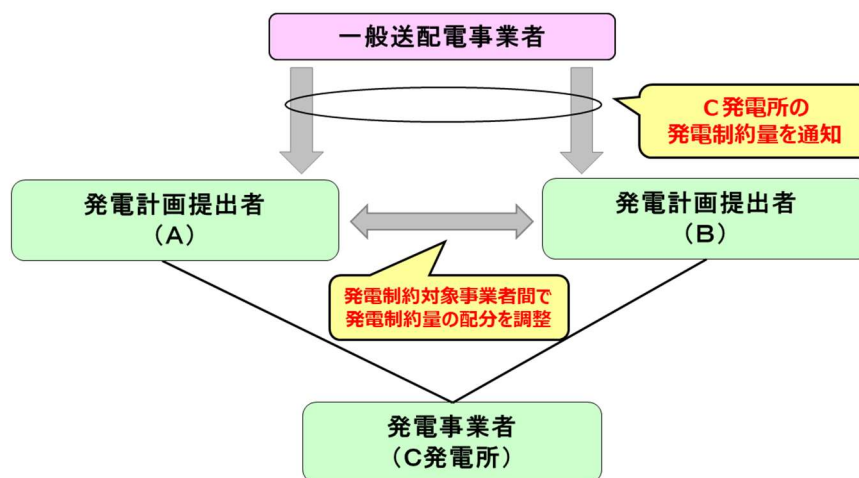 一般送配電事業者
C発電所の
発電制約量を通知
発電計画提出者
（A）
発電計画提出者
（B）
発電制約対象事業者間で
発電制約量の配分を調整
発電事業者
（C発電所）